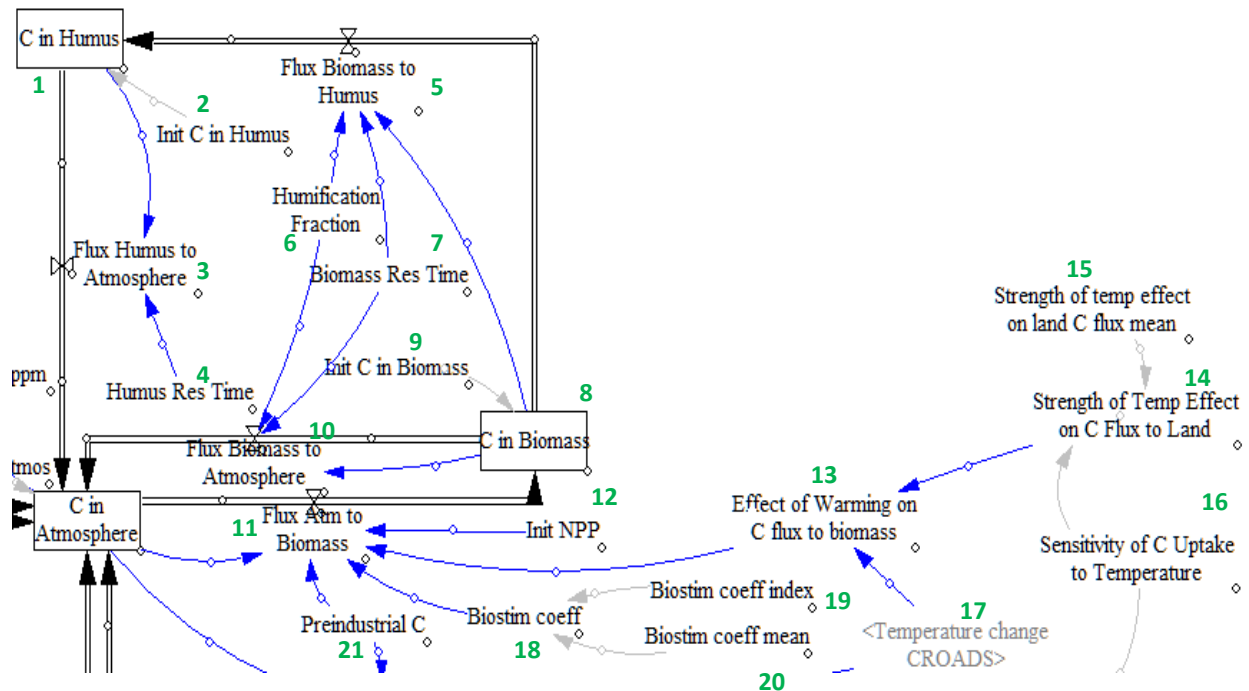 C in Humus
1
2
Init C in Humus
Flux Biomass to
Humus
5
Humification
Fraction
6
7
Flux Humus to
Atmosphere
3
Biomass Res Time
15
Strength of temp effect
on land C flux mean
ppm
4
Humus Res Time
9
Init C in Biomass
8
14
Strength of Temp Effect
on C Flux to Land
10
Flux Biomass to
Atmosphere
C in Biomass
tmos
C in
Atmosphere
11
Flux Atm to
Biomass
12
Init NPP
13
Effect of Warming on
C flux to biomass
16
Sensitivity of C Uptake
to Temperature
Preindustrial C
21
Biostim coeff
18
Biostim coeff index
19
Biostim coeff mean
20
17
<Temperature change
CROADS>